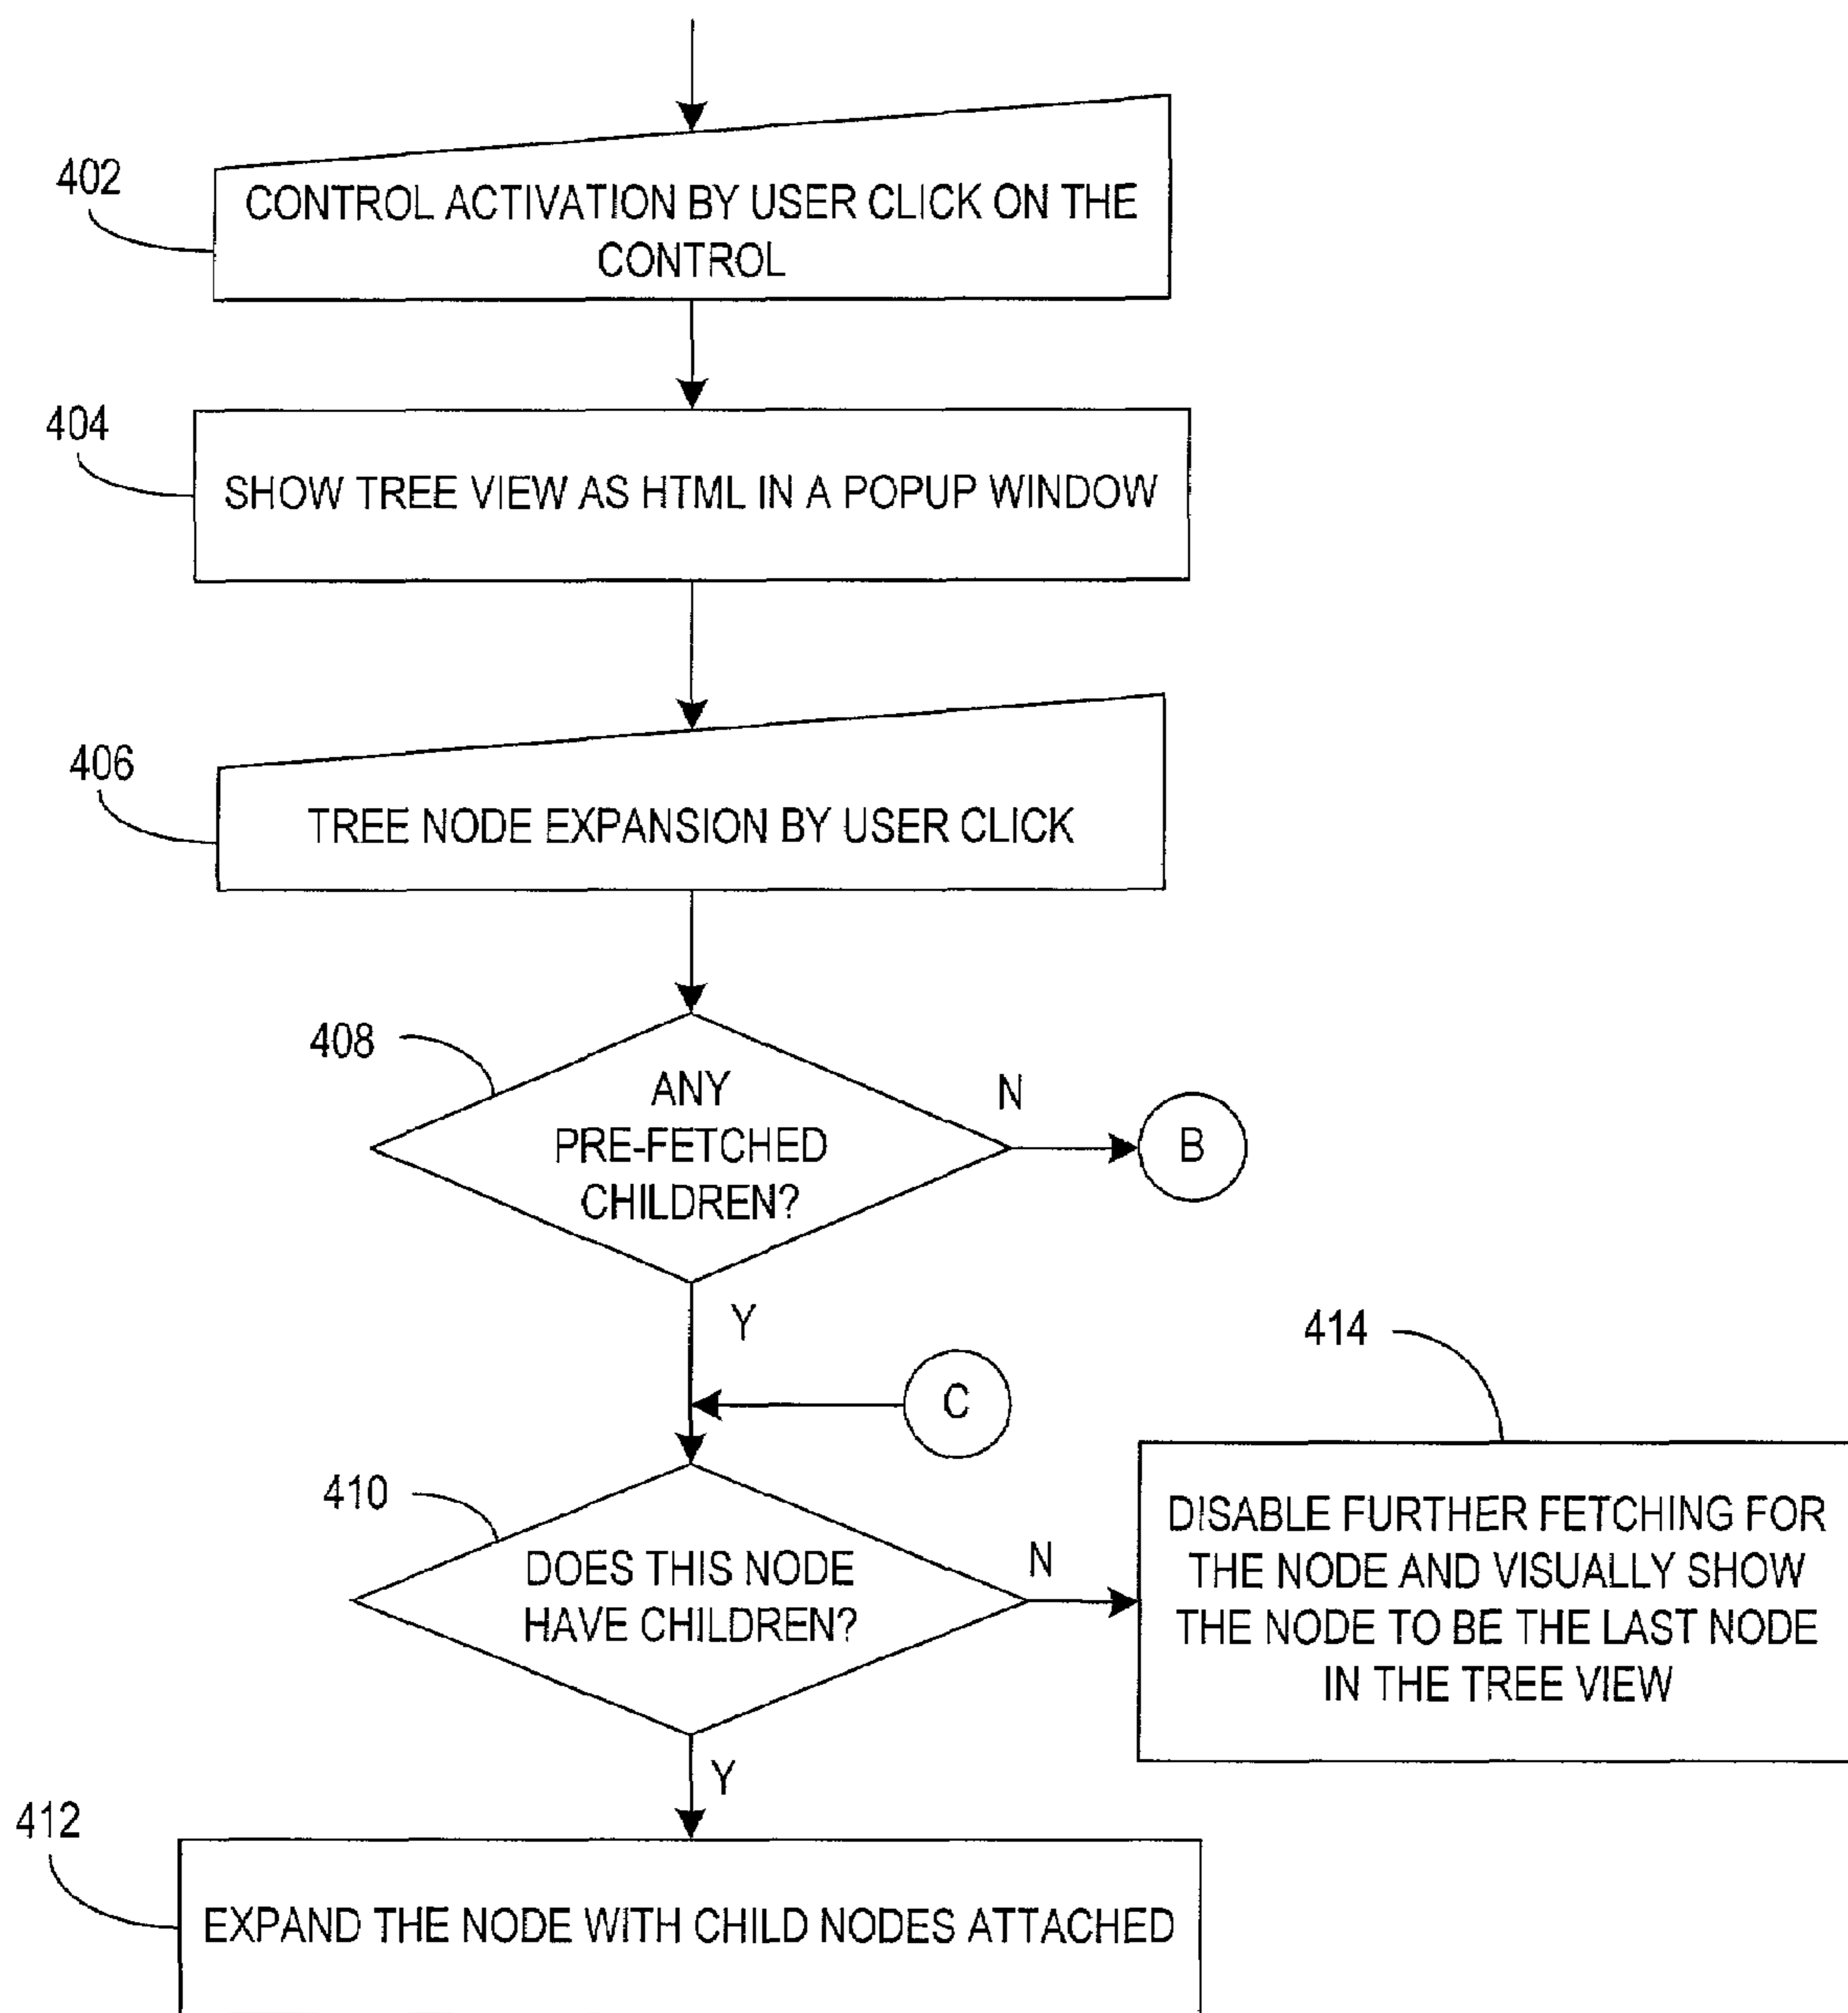 402
CONTROL ACTIVATION BY USER CLICK ON THE
CONTROL
404
SHOW TREE VIEW AS HTML IN A POPUP WINDOW
406
TREE NODE EXPANSION BY USER CLICK
408
ANY
PRE-FETCHED
CHILDREN?
N
B
Y
C
414
410
DOES THIS NODE
HAVE CHILDREN?
N
DISABLE FURTHER FETCHING FOR
THE NODE AND VISUALLY SHOW
THE NODE TO BE THE LAST NODE
IN THE TREE VIEW
Y
412
EXPAND THE NODE WITH CHILD NODES ATTACHED